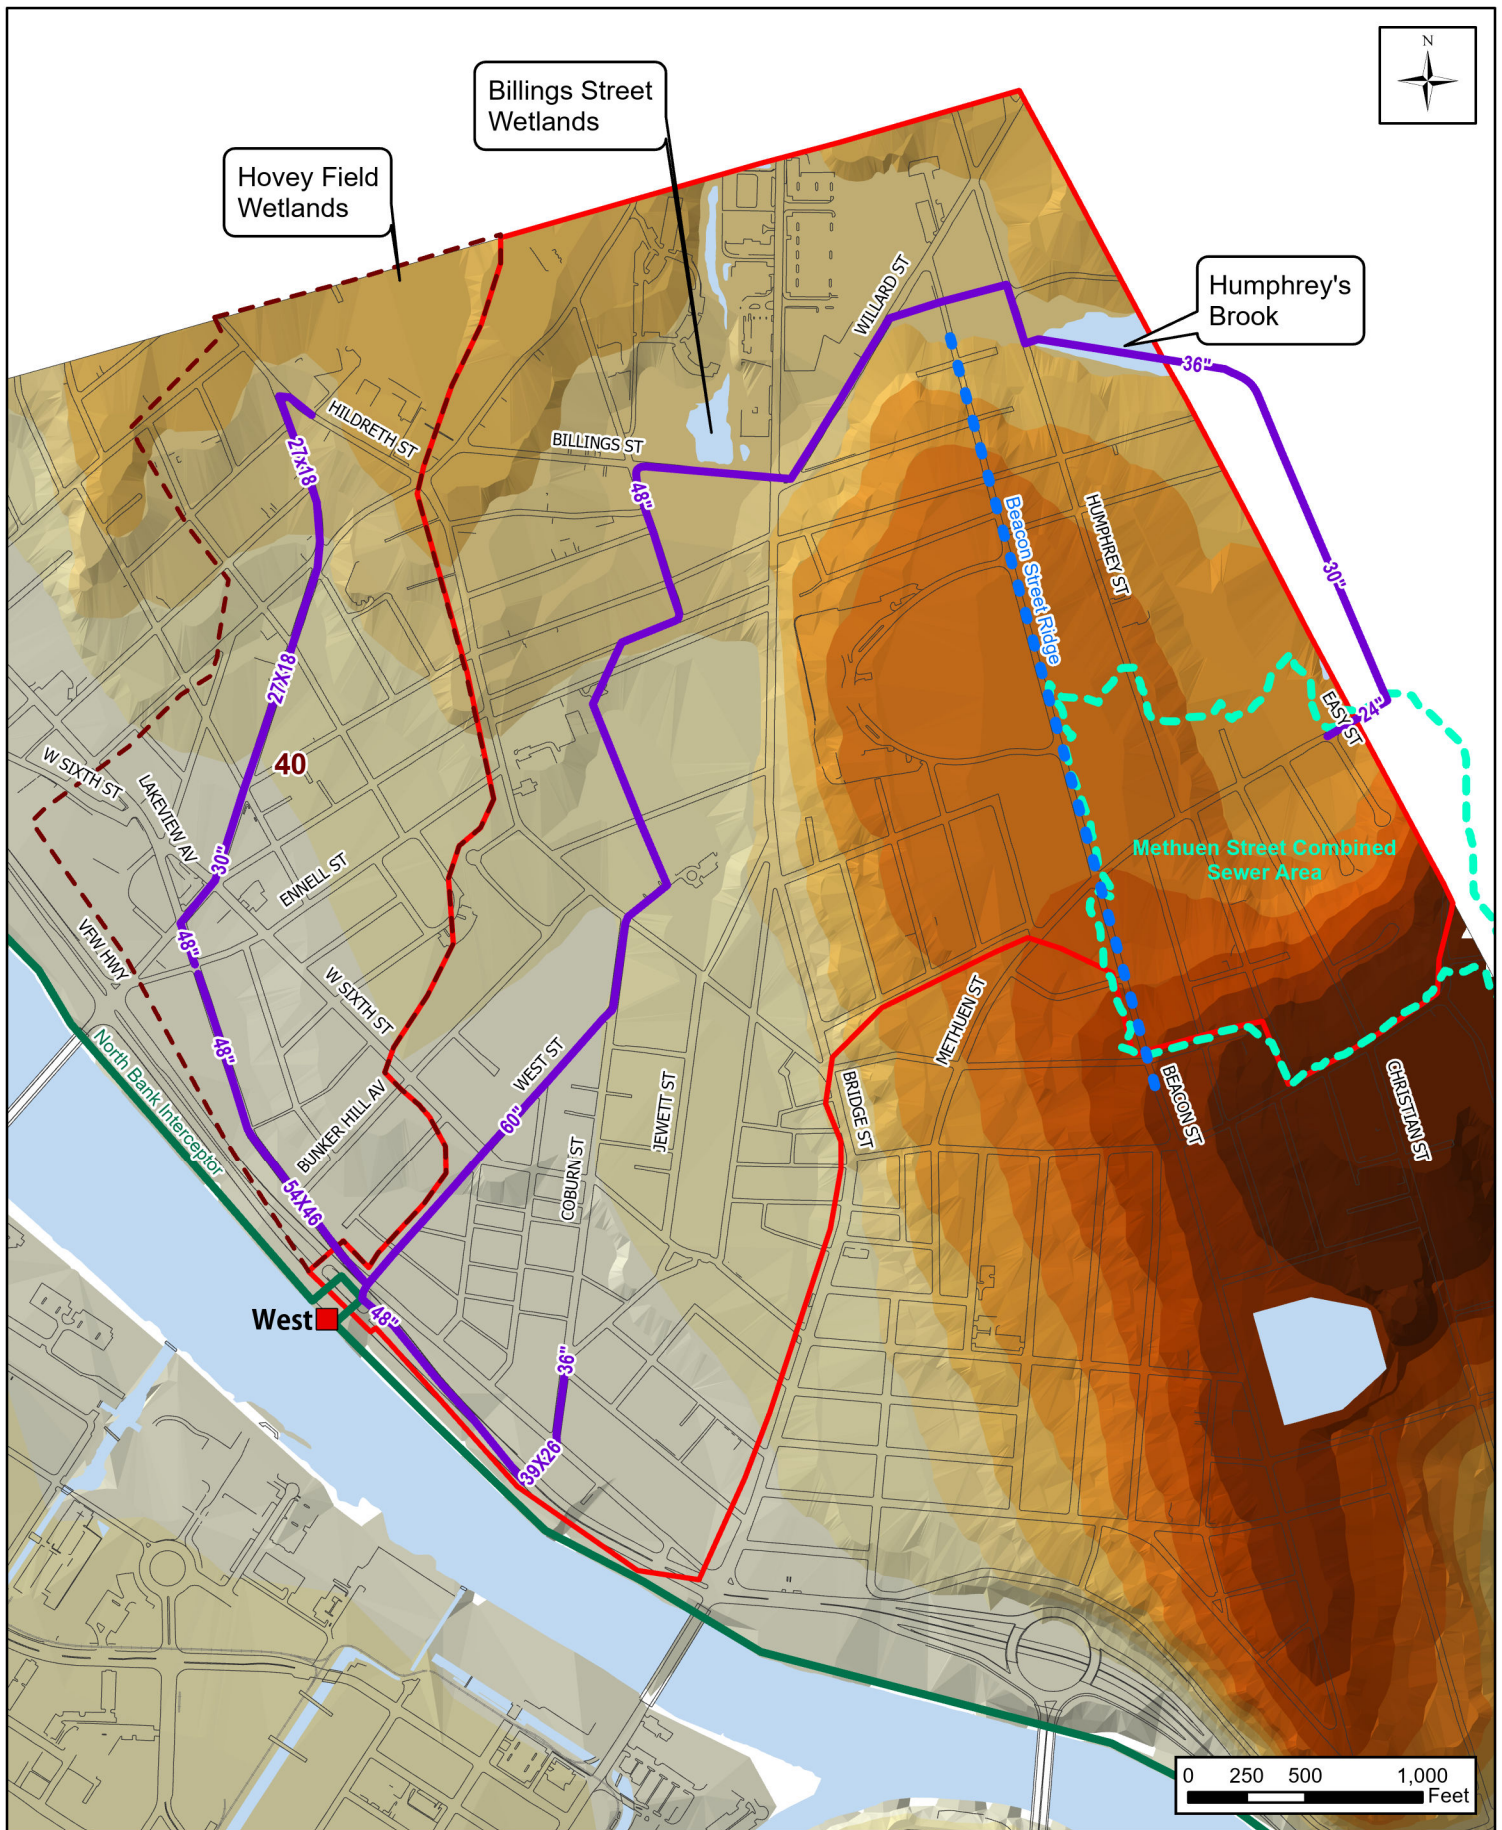 N
Billings Street
Wetlands
Hovey Field
Wetlands
Humphrey's
Brook
WILLARD ST
36"
HILDRETH ST
27x18
BILLINGS ST
48"
Beacon Street Ridge
HUMPHREY ST
30"
27X18
EASY ST
24"
40
W SIXTH ST
LAKEVIEW AV
30"
ENNELL ST
Methuen Street Combined
Sewer Area
VFW HWY
48"
W SIXTH ST
48"
METHUEN ST
North Bank Interceptor
WEST ST
60"
BUNKER HILL AV
JEWETT ST
BRIDGE ST
BEACON ST
CHRISTIAN ST
COBURN ST
54X46
West
48"
36"
39X26
0 250 500 1,000
Feet